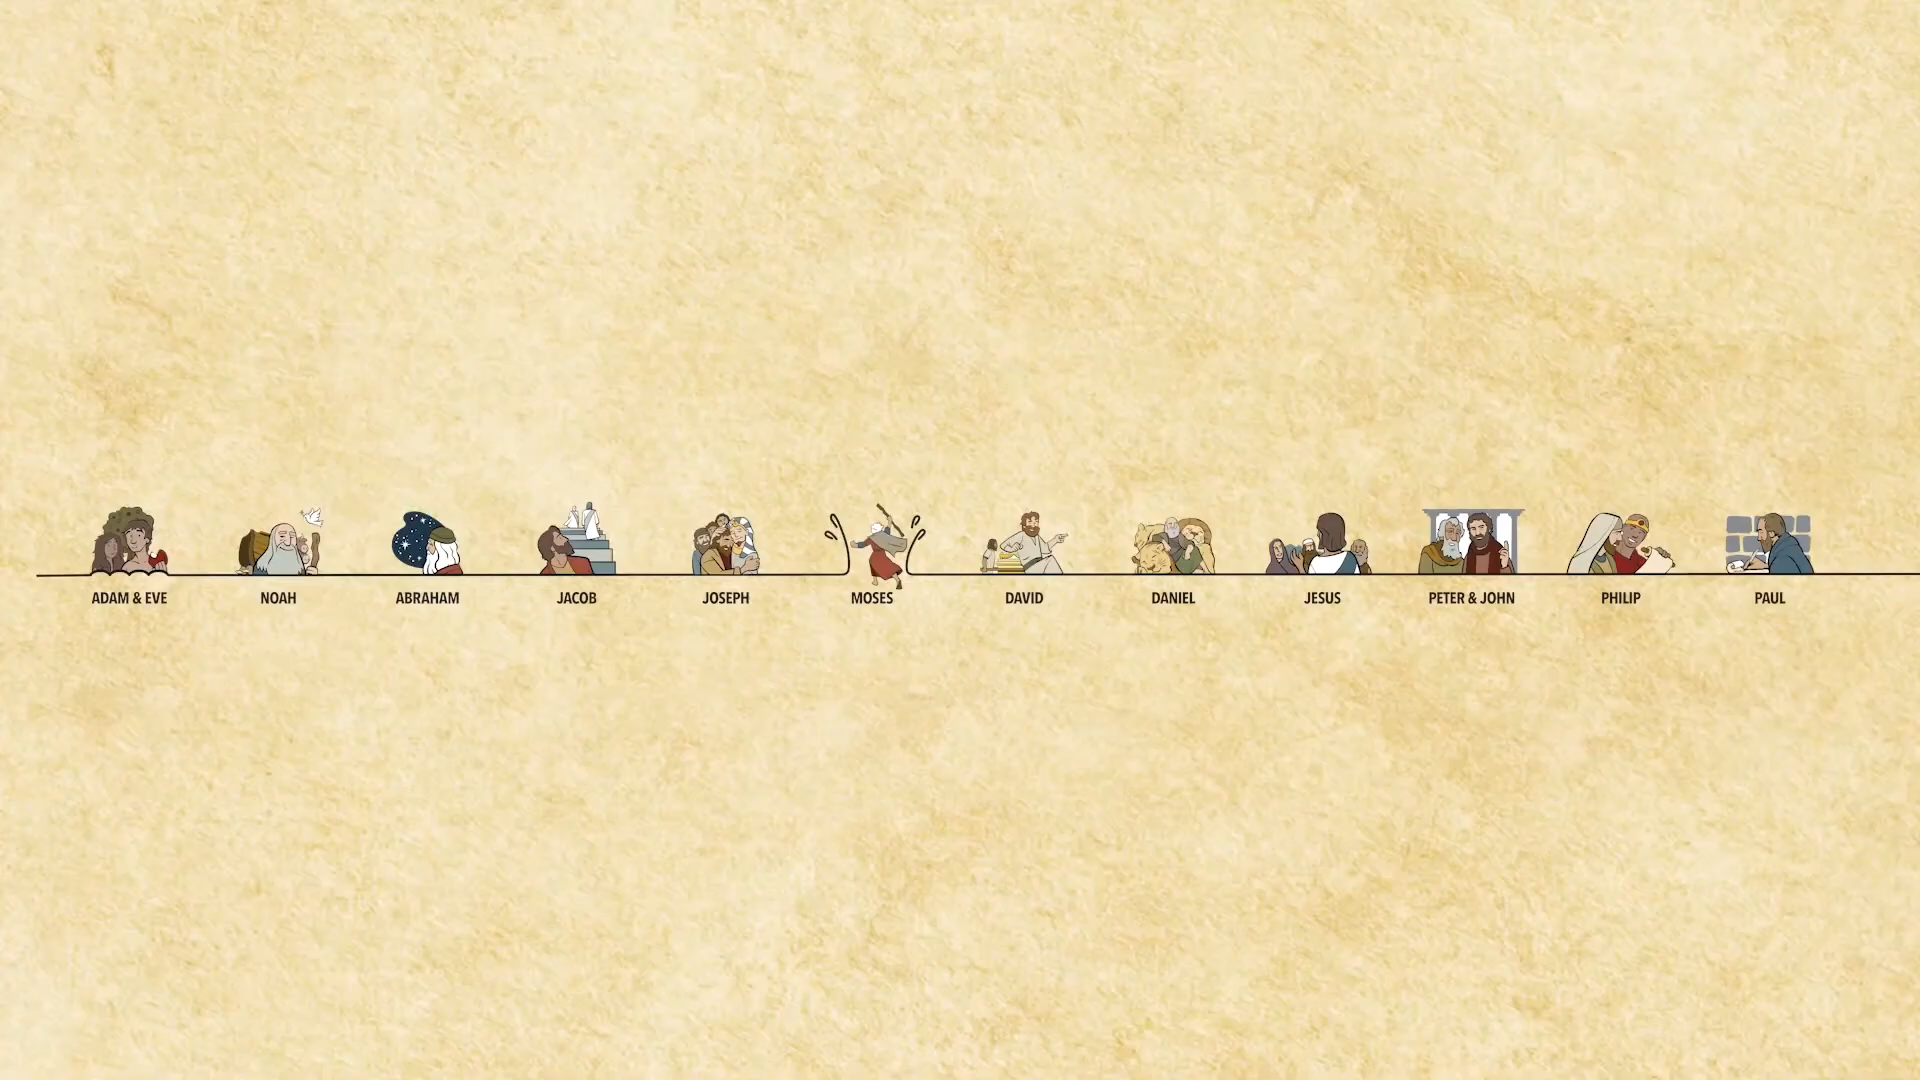 ADAM & EVE
NOAH
ABRAHAM
JACOB
JOSEPH
MOSES
DAVID
DANIEL
JESUS
PETER & JOHN
PHILIP
PAUL